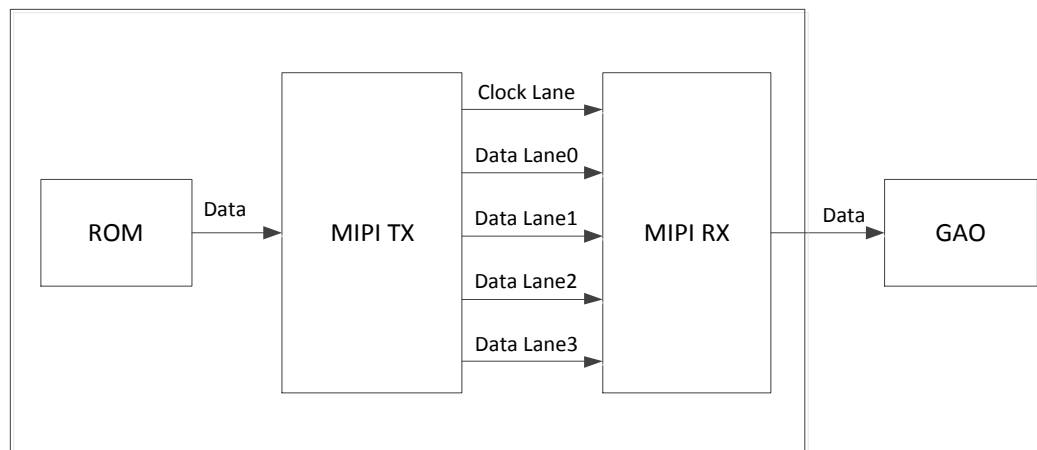 Clock Lane
Data Lane0
Data
ROM
MIPI TX
Data Lane1
MIPI RX
Data
GAO
Data Lane2
Data Lane3